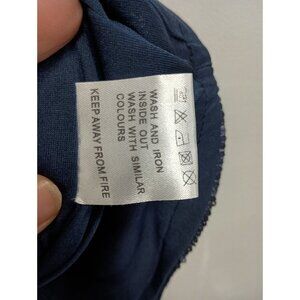 WASH AND IRON
INSIDE OUT
WASH WITH SIMILAR
COLOURS
KEEP AWAY FROM FIRE